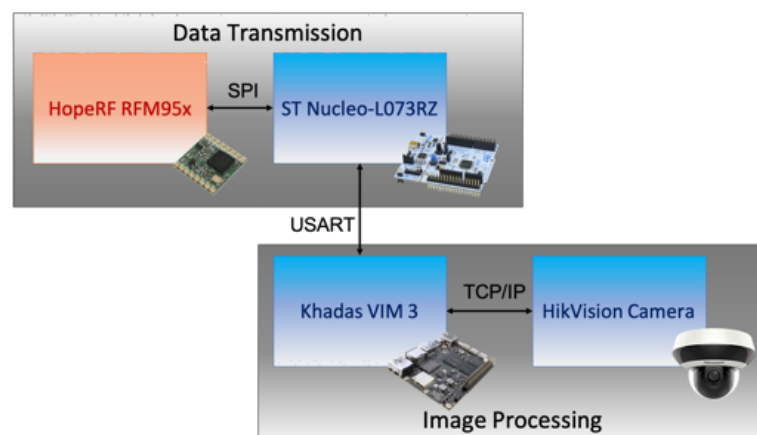 Data Transmission
HopeRF RFM95x
SPI
ST Nucleo-L073RZ
USART
Khadas VIM 3
TCP/IP
HikVision Camera
Image Processing